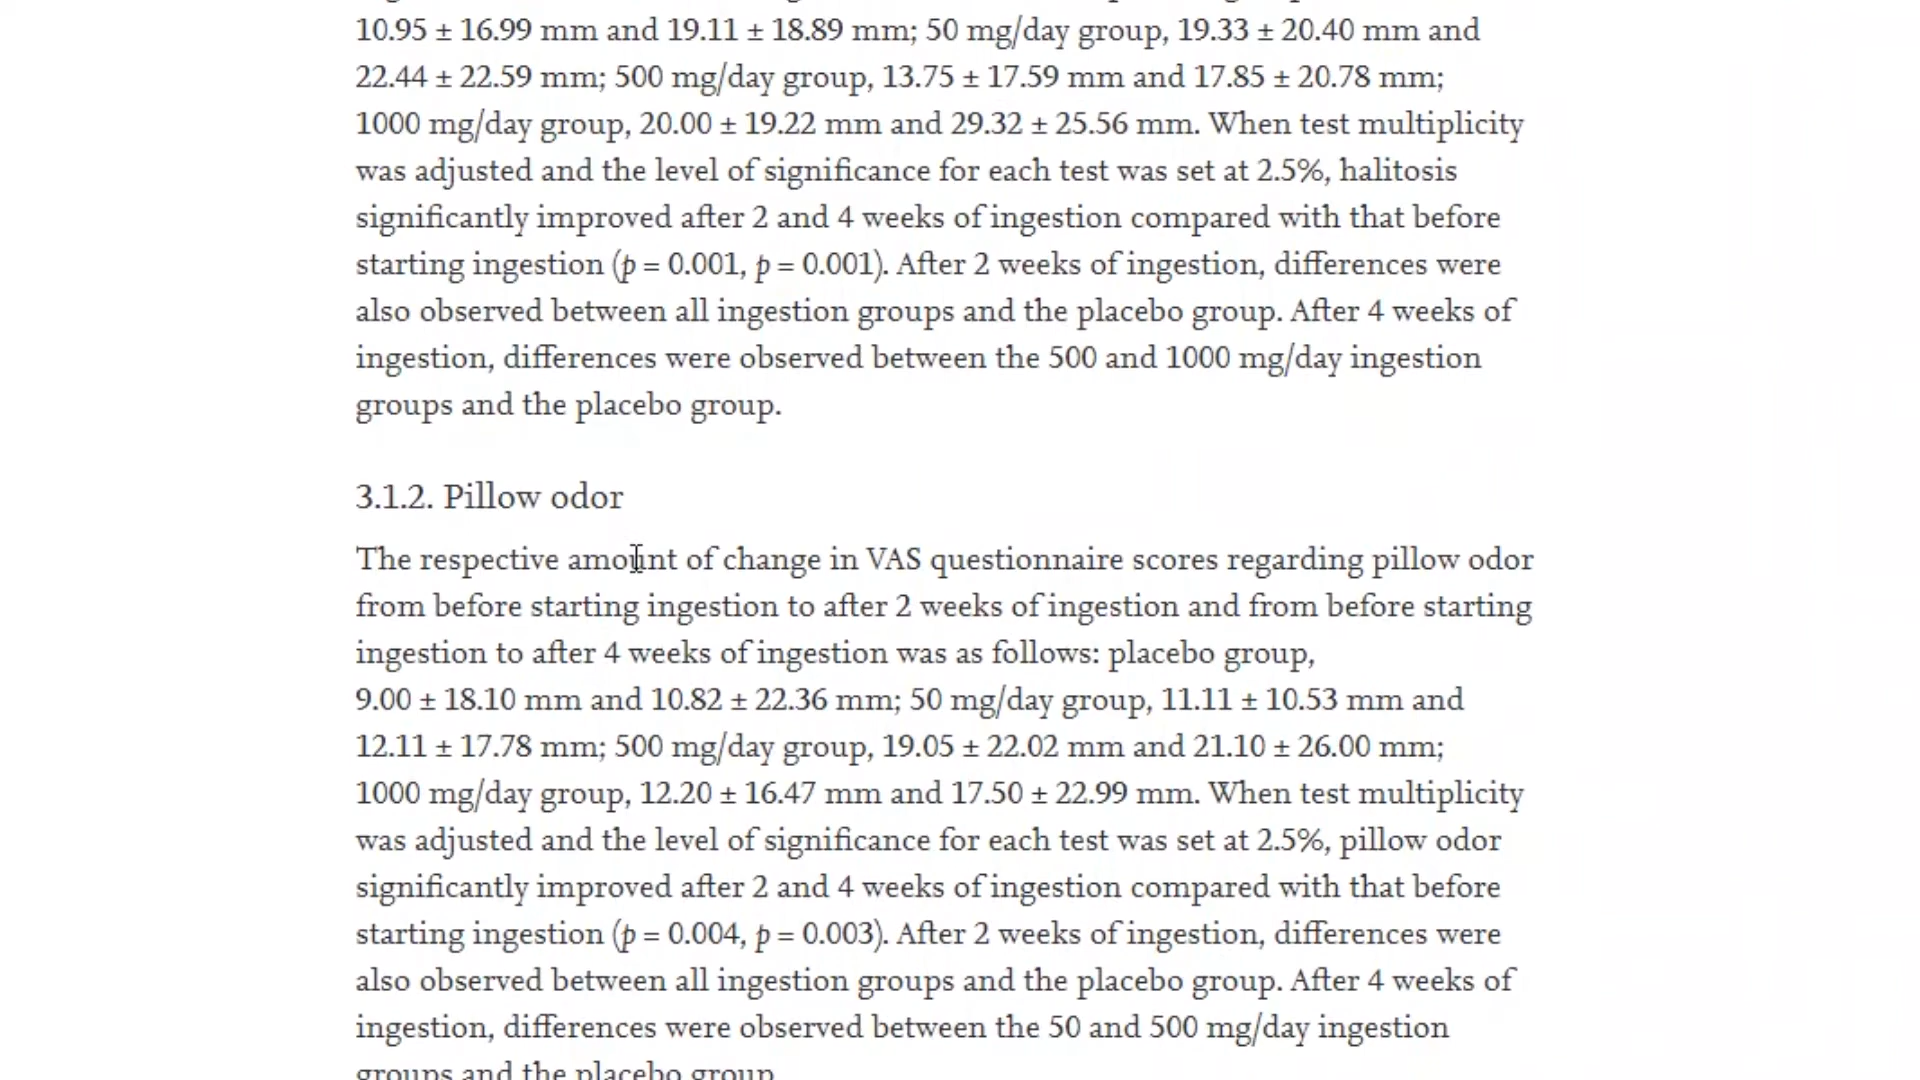 10.95 ± 16.99 mm and 19.11 ± 18.89 mm; 50 mg/day group, 19.33 ± 20.40 mm and
22.44 ± 22.59 mm; 500 mg/day group, 13.75 ± 17.59 mm and 17.85 ± 20.78 mm;
1000 mg/day group, 20.00 ± 19.22 mm and 29.32 ± 25.56 mm. When test multiplicity
was adjusted and the level of significance for each test was set at 2.5%, halitosis
significantly improved after 2 and 4 weeks of ingestion compared with that before
starting ingestion (p = 0.001, p = 0.001). After 2 weeks of ingestion, differences were
also observed between all ingestion groups and the placebo group. After 4 weeks of
ingestion, differences were observed between the 500 and 1000 mg/day ingestion
groups and the placebo group.
3.1.2. Pillow odor
The respective amount of change in VAS questionnaire scores regarding pillow odor
from before starting ingestion to after 2 weeks of ingestion and from before starting
ingestion to after 4 weeks of ingestion was as follows: placebo group,
9.00 ± 18.10 mm and 10.82 ± 22.36 mm; 50 mg/day group, 11.11 ± 10.53 mm and
12.11 ± 17.78 mm; 500 mg/day group, 19.05 ± 22.02 mm and 21.10 ± 26.00 mm;
1000 mg/day group, 12.20 ± 16.47 mm and 17.50 ± 22.99 mm. When test multiplicity
was adjusted and the level of significance for each test was set at 2.5%, pillow odor
significantly improved after 2 and 4 weeks of ingestion compared with that before
starting ingestion (p = 0.004, p = 0.003). After 2 weeks of ingestion, differences were
also observed between all ingestion groups and the placebo group. After 4 weeks of
ingestion, differences were observed between the 50 and 500 mg/day ingestion
groups and the placebo group.